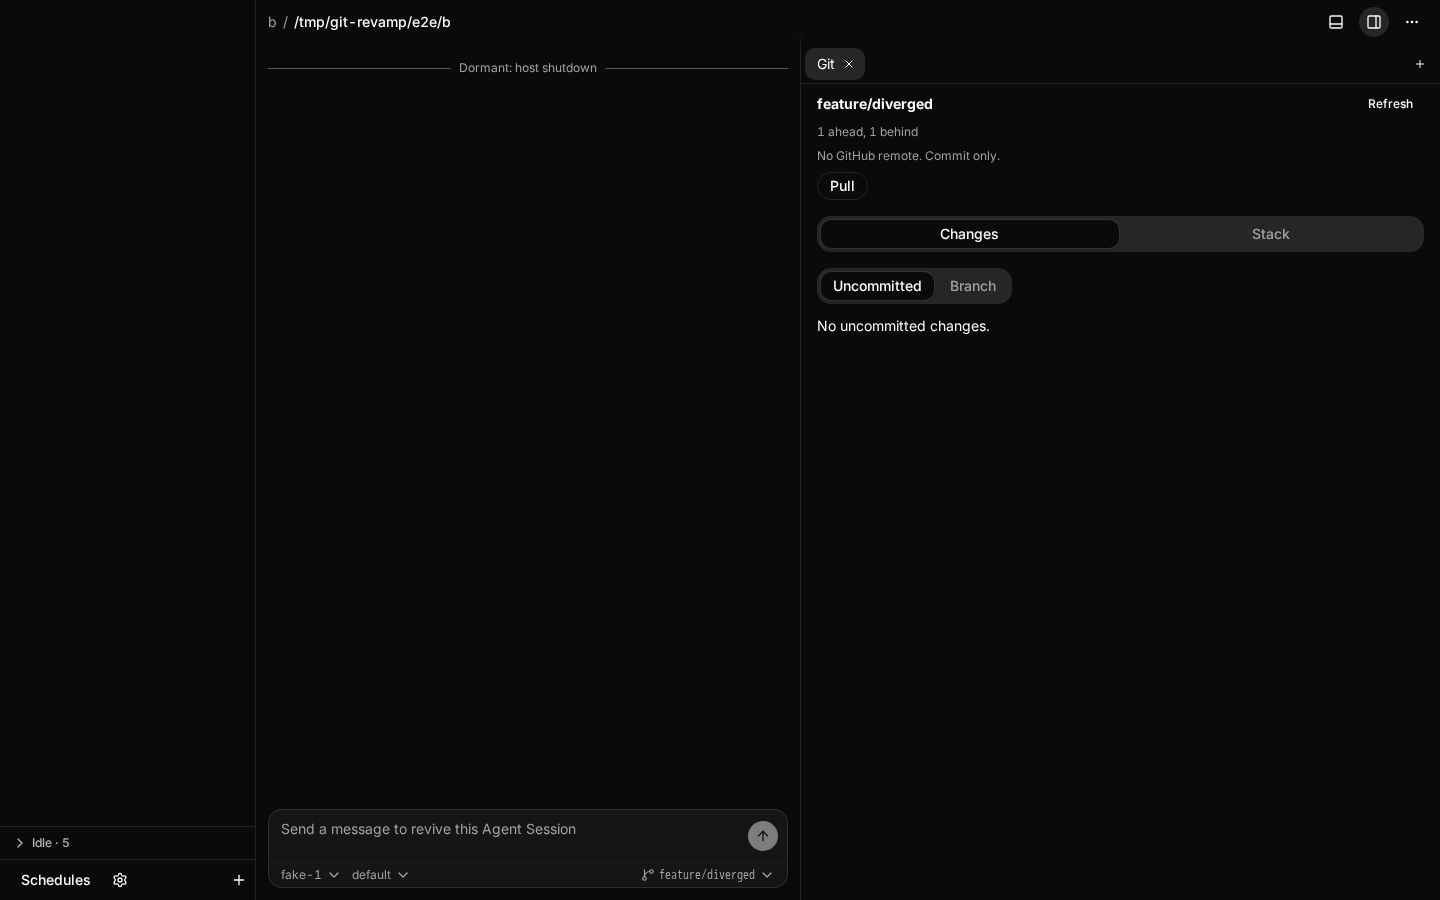 b / /tmp/git-revamp/e2e/b
Dormant: host shutdown
Git
feature/diverged
Refresh
1 ahead, 1 behind
No GitHub remote. Commit only.
Pull
Changes
Stack
Uncommitted
Branch
No uncommitted changes.
Send a message to revive this Agent Session
fake-1
default
feature/diverged
Idle · 5
Schedules